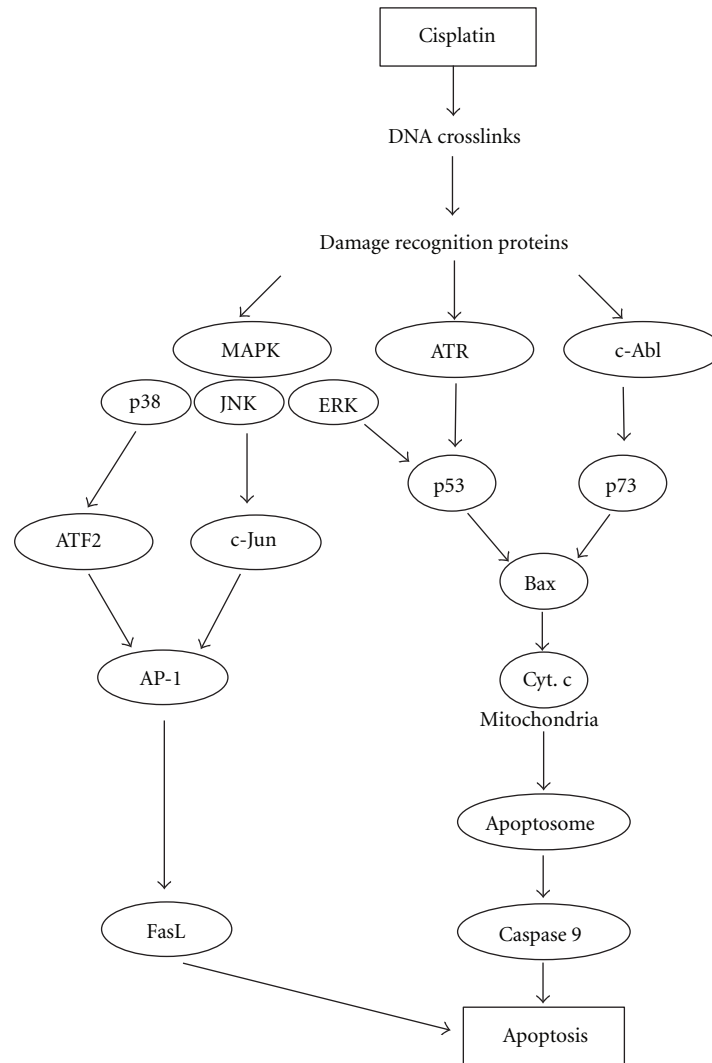 Cisplatin
DNA crosslinks
Damage recognition proteins
MAPK
ATR
c-Abl
p38
JNK
ERK
p53
p73
ATF2
c-Jun
Bax
AP-1
Cyt. c
Mitochondria
Apoptosome
FasL
Caspase 9
Apoptosis